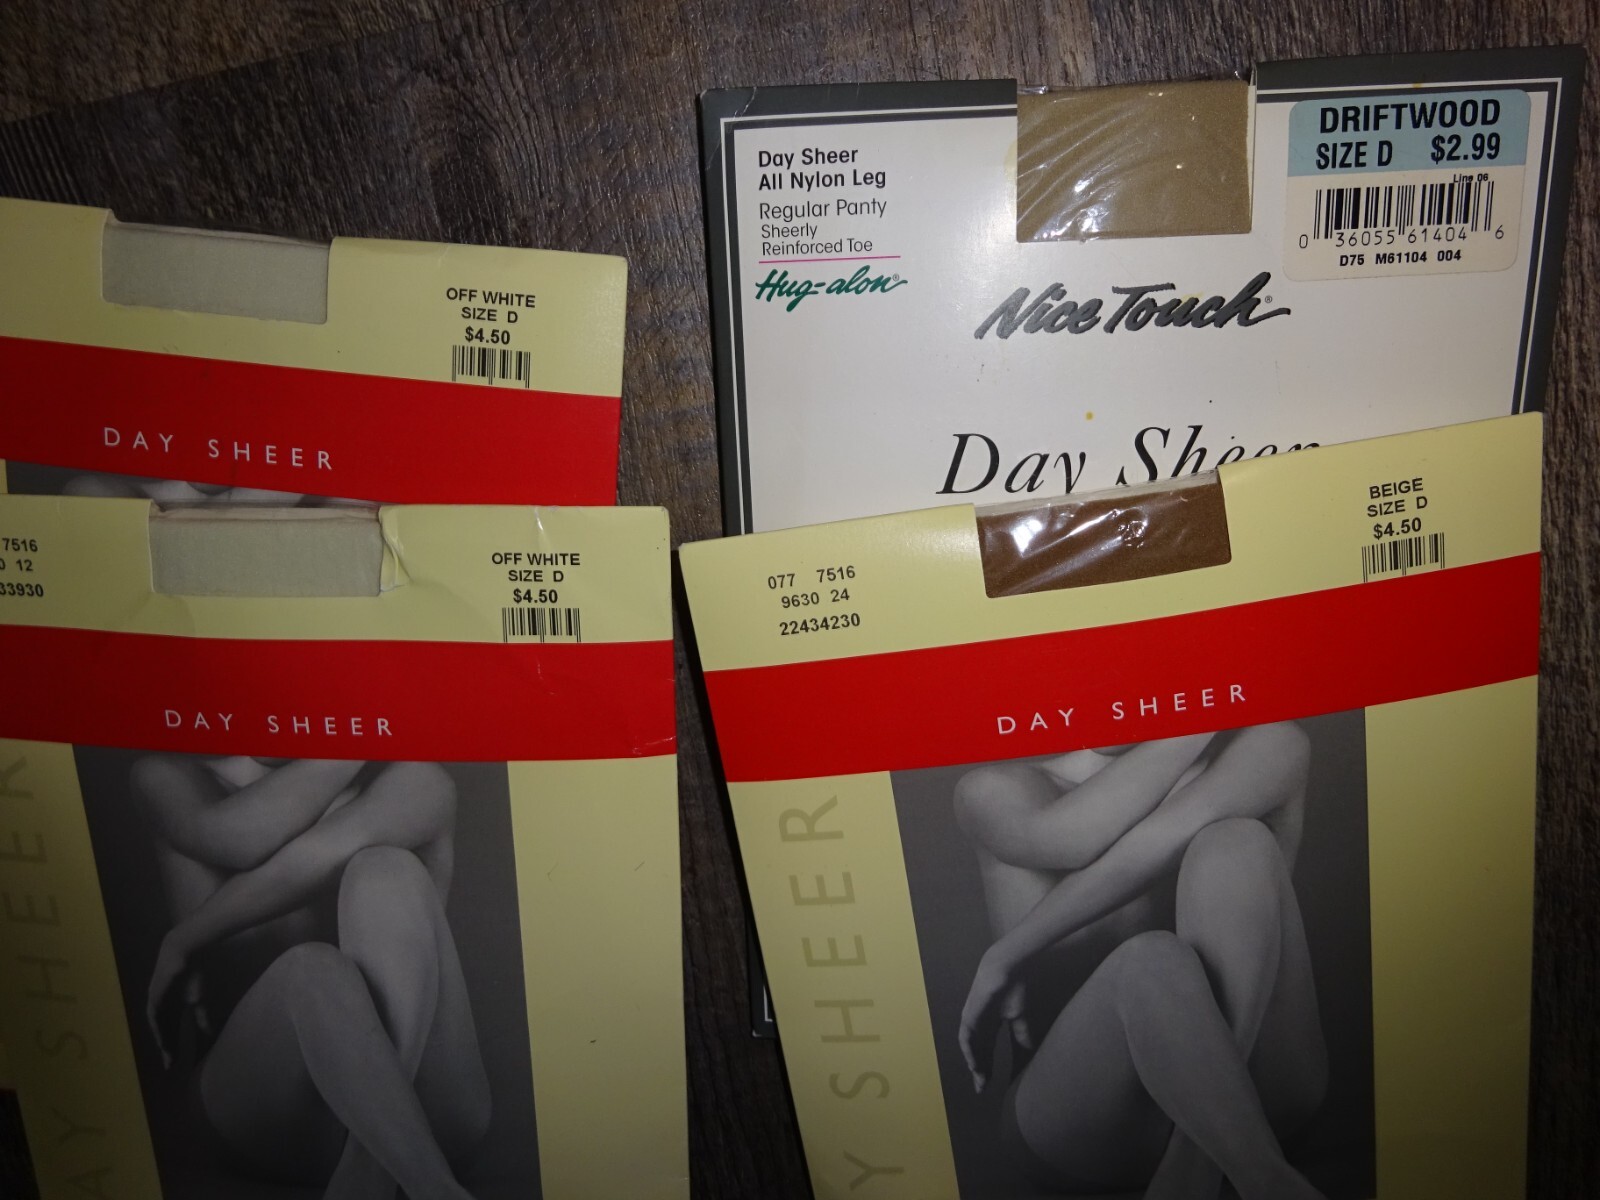 OFF WHITE
SIZE D
$4.50
DAY SHEER
7516
12
33930
OFF WHITE
SIZE D
$4.50
DAY SHEER
AY SHEER
Day Sheer
All Nylon Leg
Regular Panty
Sheerly
Reinforced Toe
Hug-alon®
DRIFTWOOD
SIZE D $2.99
Line 06
0 36055 61404 6
D75 M61104 004
Nice Touch®
Day Sheer
077 7516
9630 24
22434230
BEIGE
SIZE D
$4.50
DAY SHEER
Y SHEER